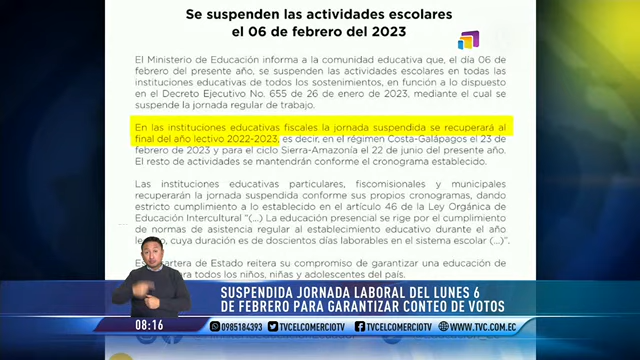 Se suspenden las actividades escolares
el 06 de febrero del 2023
El Ministerio de Educación informa a la comunidad educativa que, el día 06 de
febrero del presente año, se suspenden las actividades escolares en todas las
instituciones educativas de todos los sostenimientos, en función a lo dispuesto
en el Decreto Ejecutivo No. 655 de 26 de enero de 2023, mediante el cual se
suspende la jornada regular de trabajo.
En las instituciones educativas fiscales la jornada suspendida se recuperará al
final del año lectivo 2022-2023, es decir, en el régimen Costa-Galápagos el 23 de
febrero de 2023 y para el ciclo Sierra-Amazonía el 22 de junio del presente año.
El resto de actividades se mantendrán conforme el cronograma establecido.
Las instituciones educativas particulares, fiscomisionales y municipales
recuperarán la jornada suspendida conforme sus propios cronogramas, dando
estricto cumplimiento a lo establecido en el artículo 46 de la Ley Orgánica de
Educación Intercultural "(...) La educación presencial se rige por el cumplimiento
de normas de asistencia regular al establecimiento educativo durante el año
cuya duración es de doscientos días laborables en el sistema escolar (...)".
artera de Estado reitera su compromiso de garantizar una educación de
para todos los niños, niñas y adolescentes del país.
SUSPENDIDA JORNADA LABORAL DEL LUNES 6
DE FEBRERO PARA GARANTIZAR CONTEO DE VOTOS
08:16 0985184393 TVCELCOMERCIOTV TVCELCOMERCIOTV WWW.TVC.COM.EC